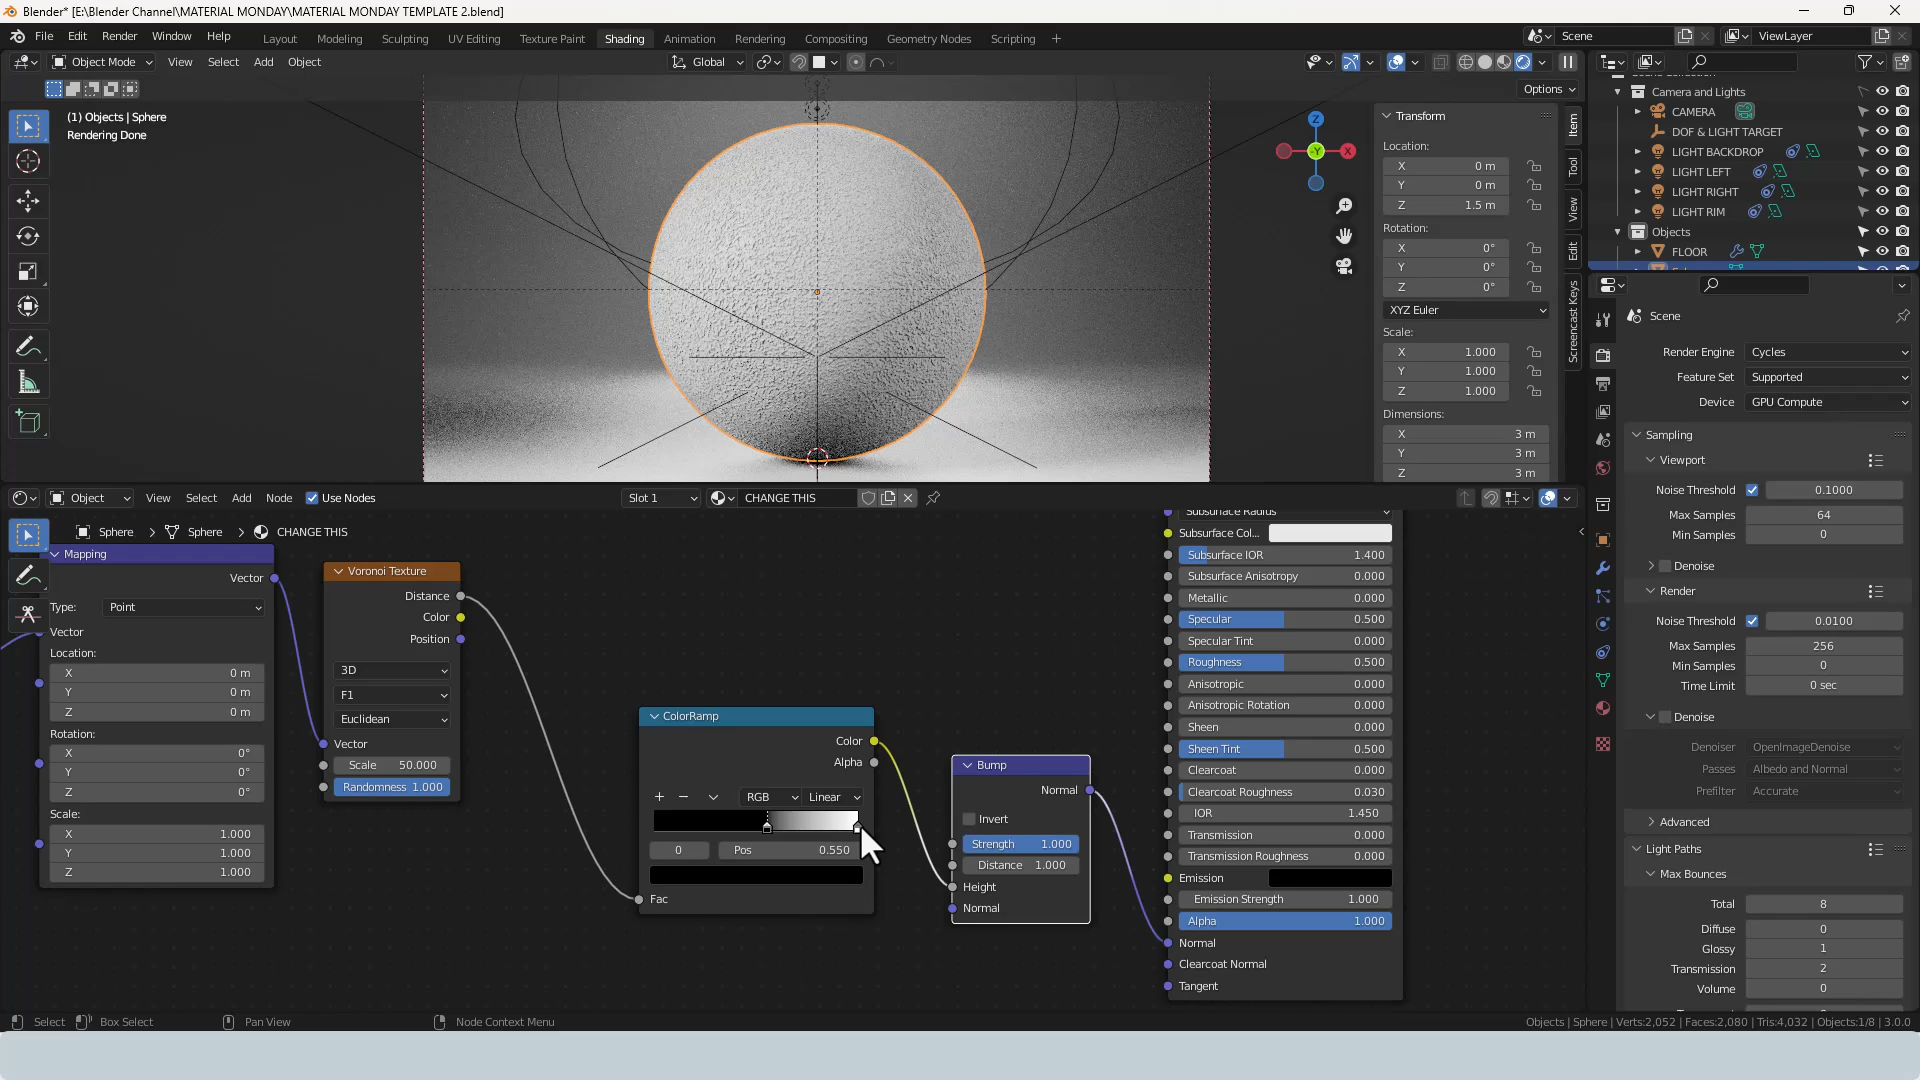 Blender* [E:\Blender Channel\MATERIAL MONDAY\MATERIAL MONDAY TEMPLATE 2.blend]
File Edit Render Window Help Layout Modeling Sculpting UV Editing Texture Paint Shading Animation Rendering Compositing Geometry Nodes Scripting + Scene ViewLayer
Object Mode View Select Add Object Global
Options
(1) Objects | Sphere
Rendering Done
Z
-Y
X
Transform
Location:
X 0 m
Y 0 m
Z 1.5 m
Rotation:
X 0°
Y 0°
Z 0°
XYZ Euler
Scale:
X 1.000
Y 1.000
Z 1.000
Dimensions:
X 3 m
Y 3 m
Z 3 m
Item
Tool
View
Edit
Screencast Keys
Camera and Lights
CAMERA
DOF & LIGHT TARGET
LIGHT BACKDROP
LIGHT LEFT
LIGHT RIGHT
LIGHT RIM
Objects
FLOOR
Scene
Render Engine Cycles
Feature Set Supported
Device GPU Compute
Sampling
Viewport
Noise Threshold 0.1000
Max Samples 64
Min Samples 0
Denoise
Render
Noise Threshold 0.0100
Max Samples 256
Min Samples 0
Time Limit 0 sec
Denoise
Denoiser OpenImageDenoise
Passes Albedo and Normal
Prefilter Accurate
Advanced
Light Paths
Max Bounces
Total 8
Diffuse 0
Glossy 1
Transmission 2
Volume 0
Object View Select Add Node Use Nodes Slot 1 CHANGE THIS
Sphere Sphere CHANGE THIS
Mapping
Vector
Type: Point
Vector
Location:
X 0 m
Y 0 m
Z 0 m
Rotation:
X 0°
Y 0°
Z 0°
Scale:
X 1.000
Y 1.000
Z 1.000
Voronoi Texture
Distance
Color
Position
3D
F1
Euclidean
Vector
Scale 50.000
Randomness 1.000
ColorRamp
Color
Alpha
+ − RGB Linear
0 Pos 0.550
Fac
Bump
Normal
Invert
Strength 1.000
Distance 1.000
Height
Normal
Subsurface Radius
Subsurface Col...
Subsurface IOR 1.400
Subsurface Anisotropy 0.000
Metallic 0.000
Specular 0.500
Specular Tint 0.000
Roughness 0.500
Anisotropic 0.000
Anisotropic Rotation 0.000
Sheen 0.000
Sheen Tint 0.500
Clearcoat 0.000
Clearcoat Roughness 0.030
IOR 1.450
Transmission 0.000
Transmission Roughness 0.000
Emission
Emission Strength 1.000
Alpha 1.000
Normal
Clearcoat Normal
Tangent
Select Box Select Pan View Node Context Menu Objects | Sphere | Verts:2,052 | Faces:2,080 | Tris:4,032 | Objects:1/8 | 3.0.0